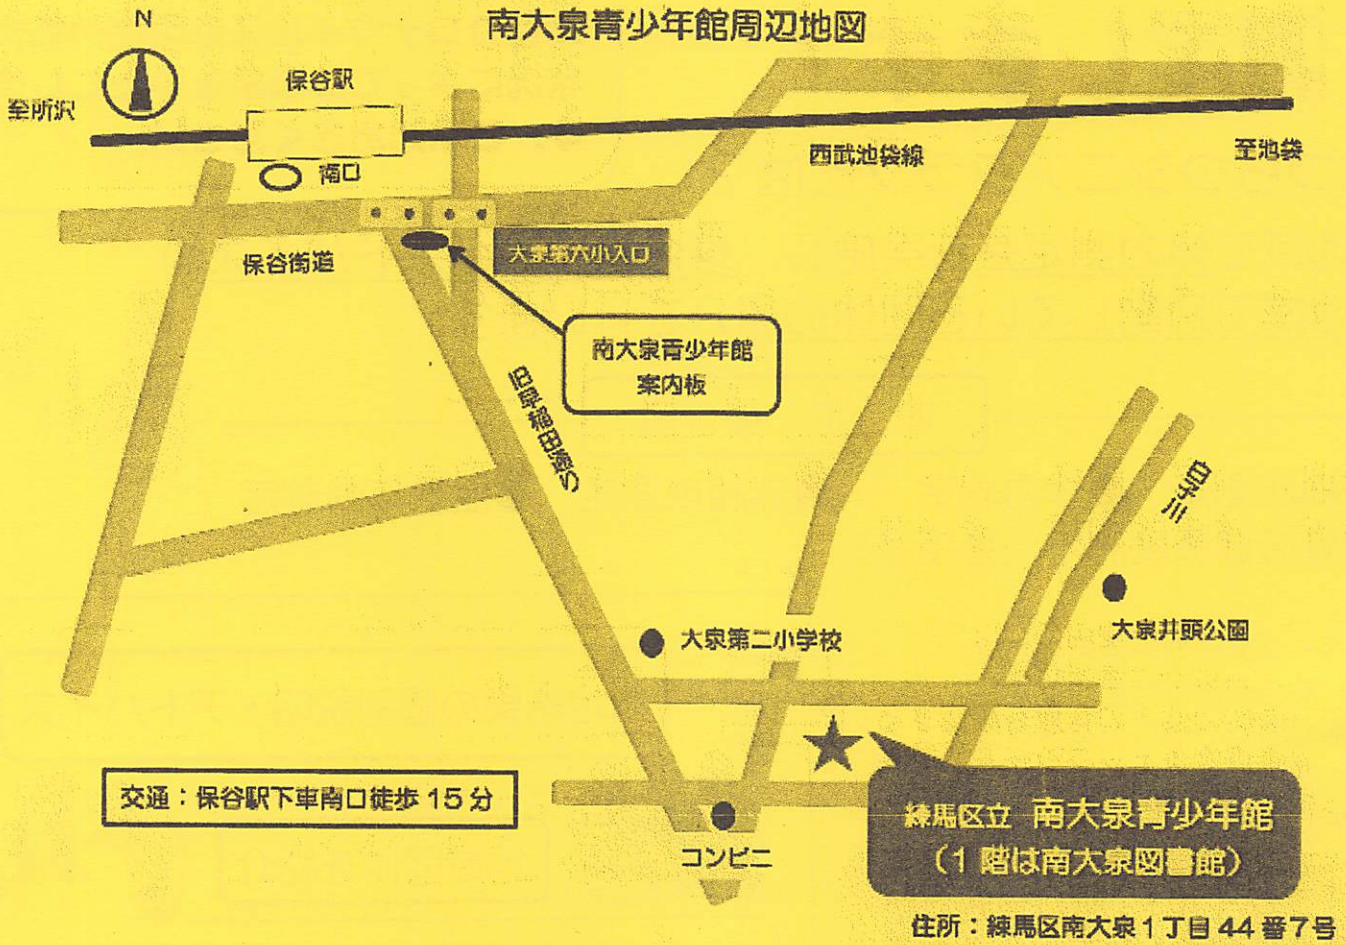 南大泉青少年館周辺地図
N
保谷駅
至所沢
西武池袋線
至池袋
南口
保谷街道
大泉第六小入口
南大泉青少年館
案内板
旧早稲田通り
白子川
大泉井頭公園
大泉第二小学校
交通：保谷駅下車南口徒歩 15 分
練馬区立 南大泉青少年館
（1 階は南大泉図書館）
コンビニ
住所：練馬区南大泉１丁目 44 番７号